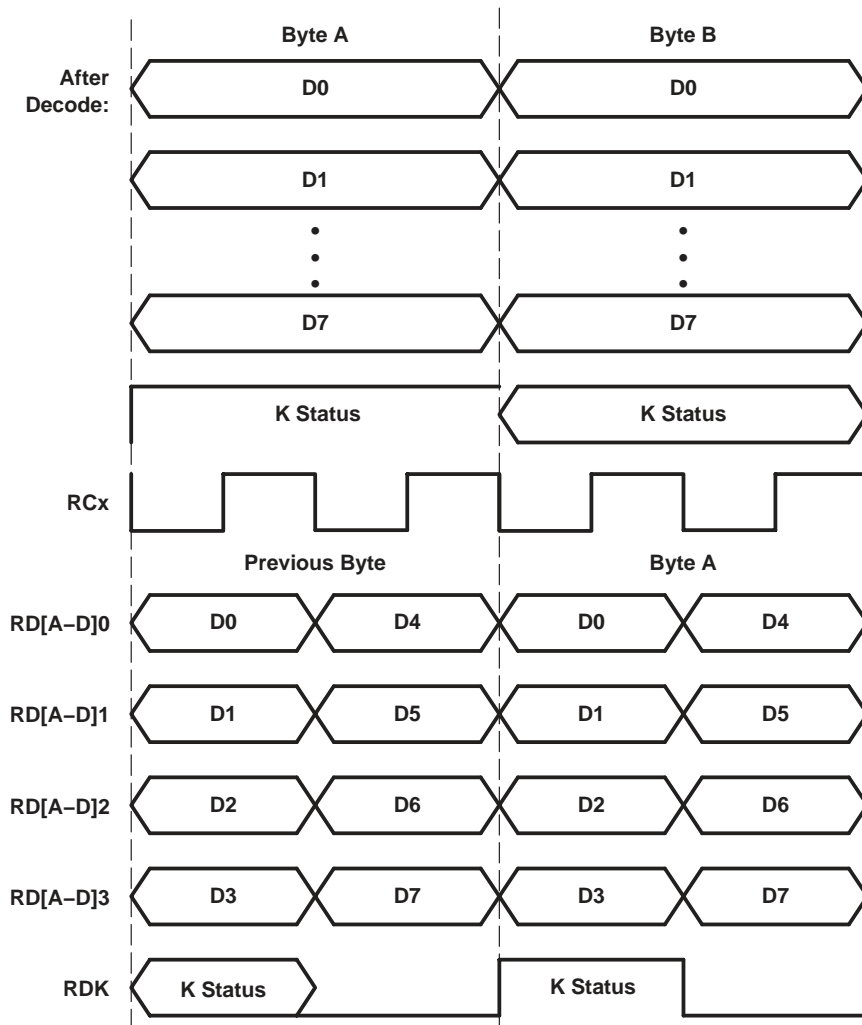 Byte A Byte B
After Decode: D0 D0
D1 D1
D7 D7
K Status K Status
RCx
Previous Byte Byte A
RD[A–D]0 D0 D4 D0 D4
RD[A–D]1 D1 D5 D1 D5
RD[A–D]2 D2 D6 D2 D6
RD[A–D]3 D3 D7 D3 D7
RDK K Status K Status